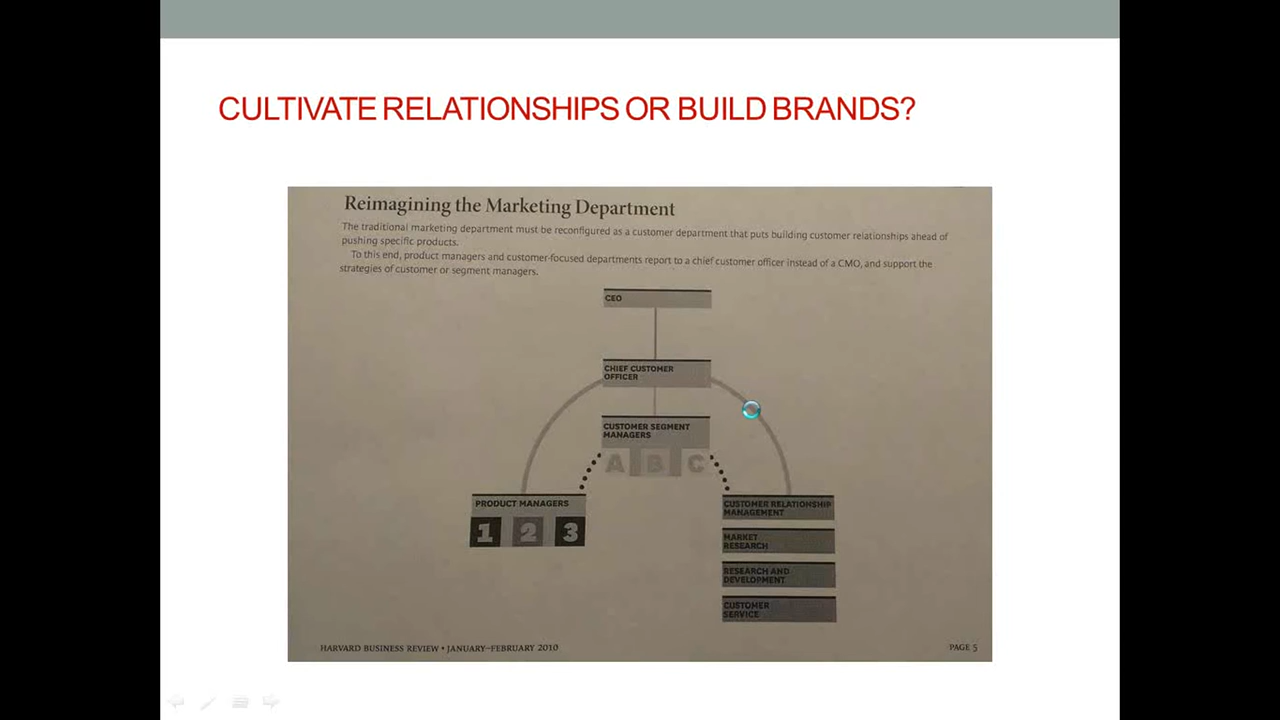 CULTIVATE RELATIONSHIPS OR BUILD BRANDS?
Reimagining the Marketing Department
The traditional marketing department must be reconfigured as a customer department that puts building customer relationships ahead of
pushing specific products.
To this end, product managers and customer-focused departments report to a chief customer officer instead of a CMO, and support the
strategies of customer or segment managers.
CEO
CHIEF CUSTOMER
OFFICER
CUSTOMER SEGMENT
MANAGERS
A B C
PRODUCT MANAGERS
1 2 3
CUSTOMER RELATIONSHIP
MANAGEMENT
MARKET
RESEARCH
RESEARCH AND
DEVELOPMENT
CUSTOMER
SERVICE
HARVARD BUSINESS REVIEW • JANUARY–FEBRUARY 2010
PAGE 5